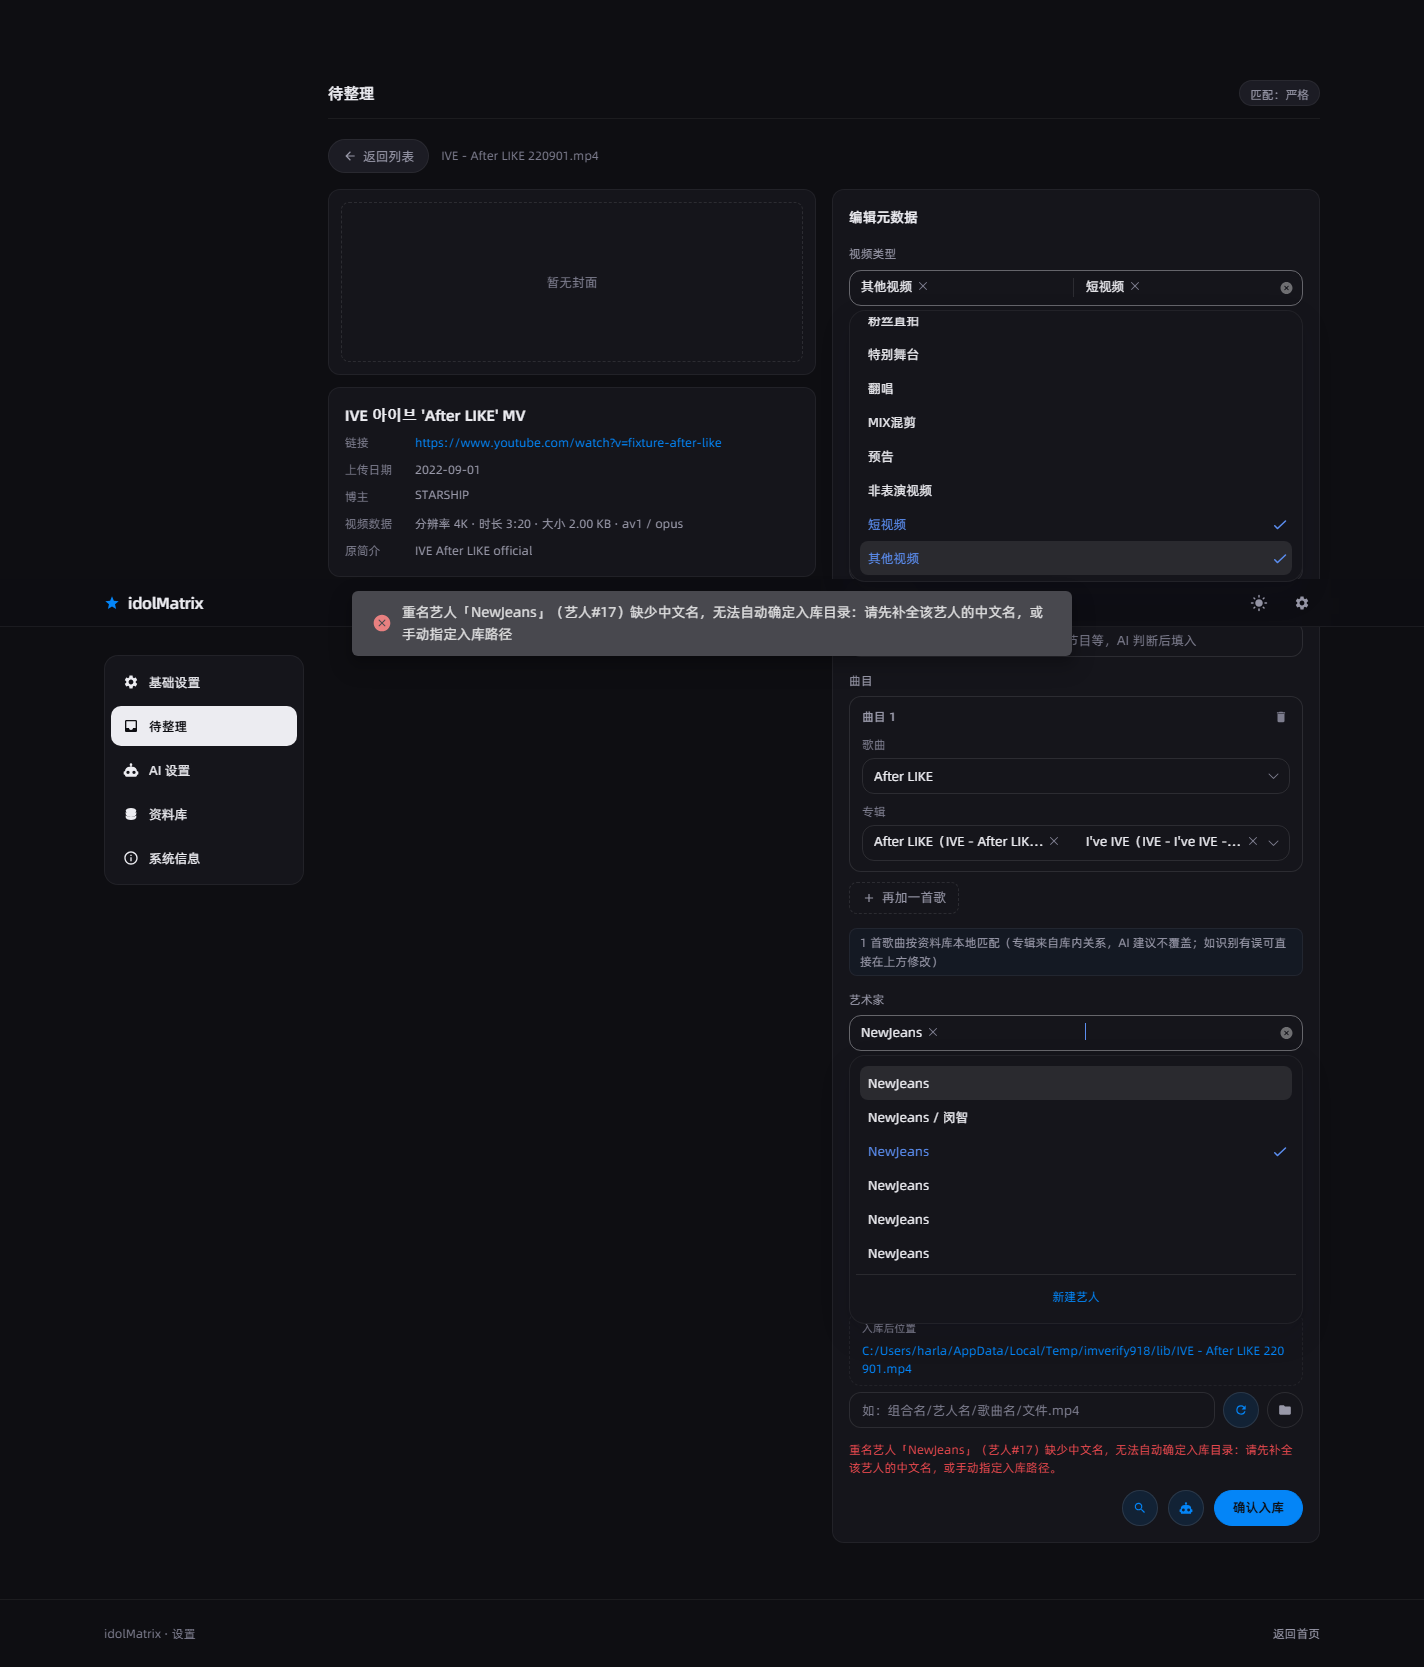 待整理
匹配：严格
返回列表
IVE - After LIKE 220901.mp4
暂无封面
IVE 아이브 'After LIKE' MV
链接 https://www.youtube.com/watch?v=fixture-after-like
上传日期 2022-09-01
博主 STARSHIP
视频数据 分辨率 4K · 时长 3:20 · 大小 2.00 KB · av1 / opus
原简介 IVE After LIKE official
编辑元数据
视频类型
其他视频 短视频
粉丝直拍
特别舞台
翻唱
MIX混剪
预告
非表演视频
短视频
其他视频
idolMatrix
重名艺人「NewJeans」（艺人#17）缺少中文名，无法自动确定入库目录：请先补全该艺人的中文名，或
手动指定入库路径
节目等，AI 判断后填入
基础设置
待整理
AI 设置
资料库
系统信息
曲目
曲目 1
歌曲
After LIKE
专辑
After LIKE（IVE - After LIK... I've IVE（IVE - I've IVE -...
再加一首歌
1 首歌曲按资料库本地匹配（专辑来自库内关系，AI 建议不覆盖；如识别有误可直
接在上方修改）
艺术家
NewJeans
NewJeans
NewJeans / 闵智
NewJeans
NewJeans
NewJeans
NewJeans
新建艺人
入库后位置
C:/Users/harla/AppData/Local/Temp/imverify918/lib/IVE - After LIKE 220
901.mp4
如：组合名/艺人名/歌曲名/文件.mp4
重名艺人「NewJeans」（艺人#17）缺少中文名，无法自动确定入库目录：请先补全
该艺人的中文名，或手动指定入库路径。
确认入库
idolMatrix · 设置
返回首页